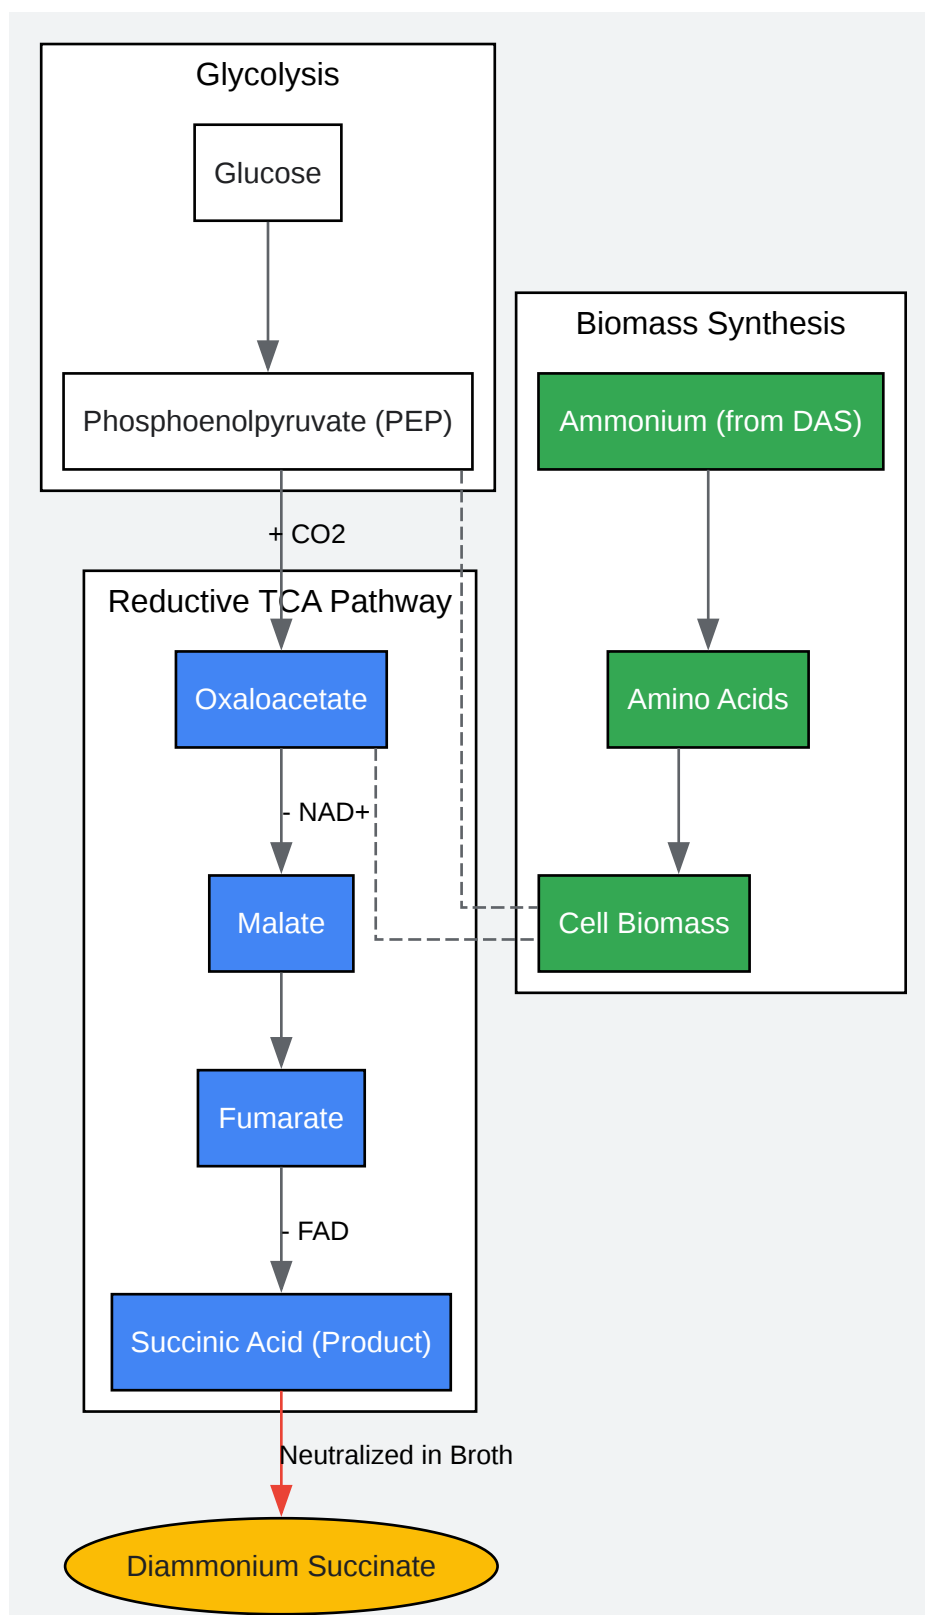 Glycolysis
Glucose
Phosphoenolpyruvate (PEP)
+ CO2
Reductive TCA Pathway
Oxaloacetate
- NAD+
Malate
Fumarate
- FAD
Succinic Acid (Product)
Neutralized in Broth
Diammonium Succinate
Biomass Synthesis
Ammonium (from DAS)
Amino Acids
Cell Biomass